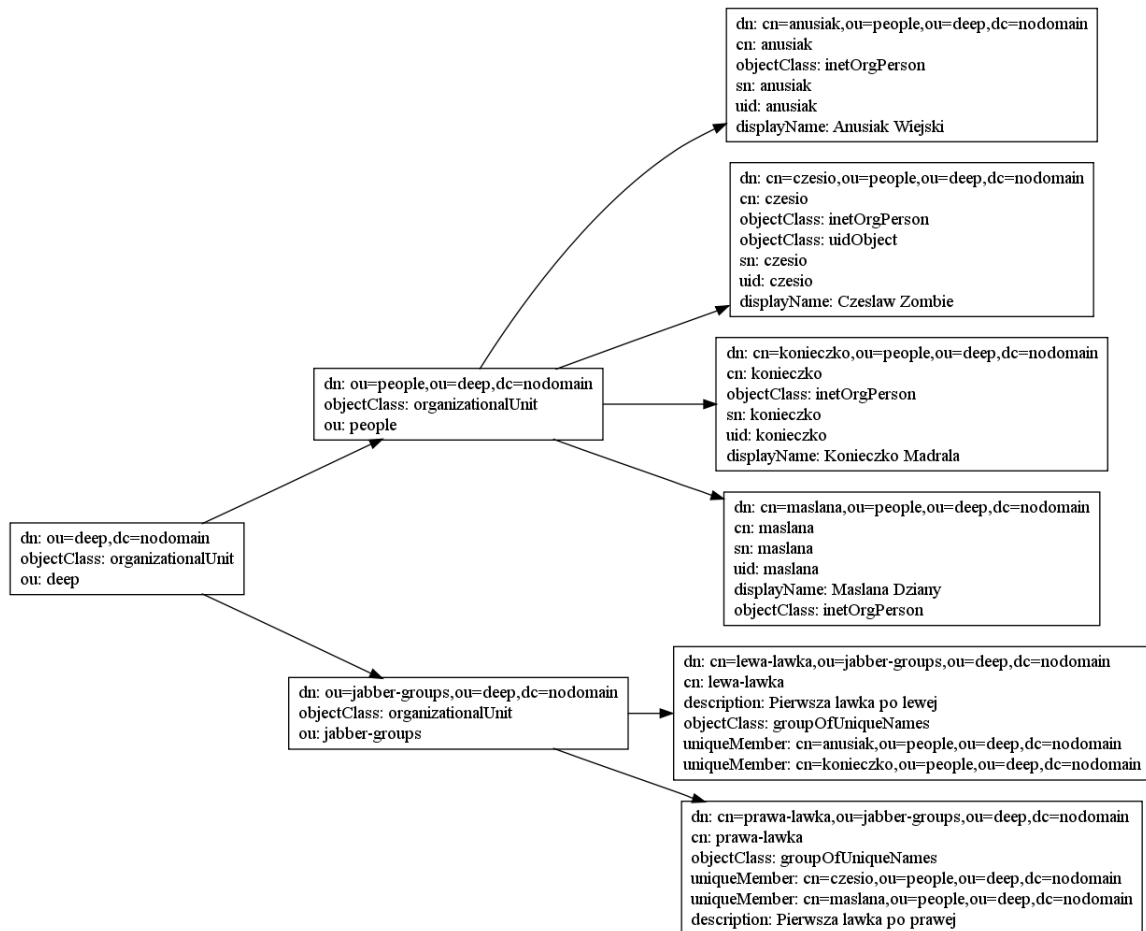 dn: cn=anusiak,ou=people,ou=deep,dc=nodomain
cn: anusiak
objectClass: inetOrgPerson
sn: anusiak
uid: anusiak
displayName: Anusiak Wiejski
dn: cn=czesio,ou=people,ou=deep,dc=nodomain
cn: czesio
objectClass: inetOrgPerson
objectClass: uidObject
sn: czesio
uid: czesio
displayName: Czeslaw Zombie
dn: ou=people,ou=deep,dc=nodomain
objectClass: organizationalUnit
ou: people
dn: cn=konieczko,ou=people,ou=deep,dc=nodomain
cn: konieczko
objectClass: inetOrgPerson
sn: konieczko
uid: konieczko
displayName: Konieczko Madrala
dn: cn=maslana,ou=people,ou=deep,dc=nodomain
cn: maslana
sn: maslana
uid: maslana
displayName: Maslana Dziany
objectClass: inetOrgPerson
dn: ou=deep,dc=nodomain
objectClass: organizationalUnit
ou: deep
dn: ou=jabber-groups,ou=deep,dc=nodomain
objectClass: organizationalUnit
ou: jabber-groups
dn: cn=lewa-lawka,ou=jabber-groups,ou=deep,dc=nodomain
cn: lewa-lawka
description: Pierwsza lawka po lewej
objectClass: groupOfUniqueNames
uniqueMember: cn=anusiak,ou=people,ou=deep,dc=nodomain
uniqueMember: cn=konieczko,ou=people,ou=deep,dc=nodomain
dn: cn=prawa-lawka,ou=jabber-groups,ou=deep,dc=nodomain
cn: prawa-lawka
objectClass: groupOfUniqueNames
uniqueMember: cn=czesio,ou=people,ou=deep,dc=nodomain
uniqueMember: cn=maslana,ou=people,ou=deep,dc=nodomain
description: Pierwsza lawka po prawej